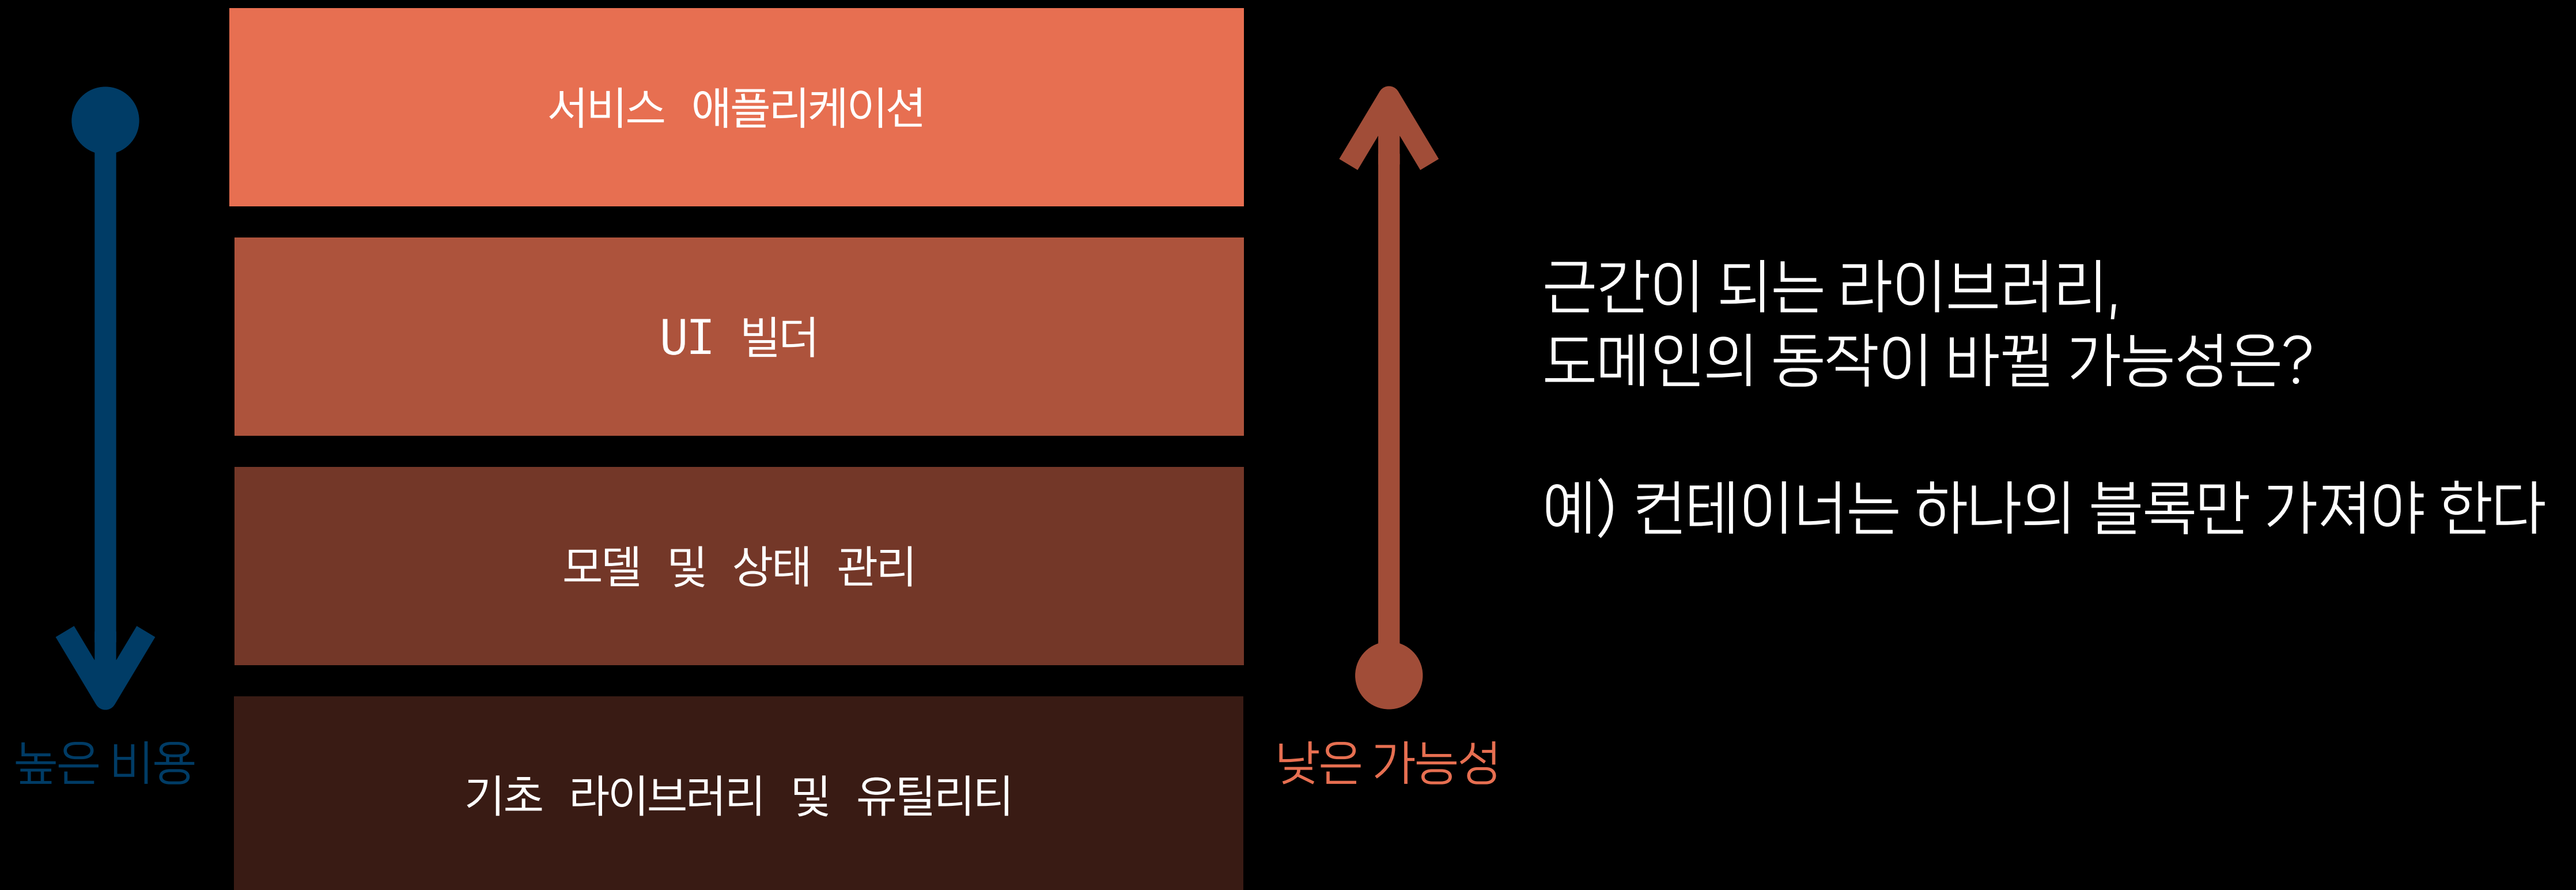 서비스 애플리케이션
UI 빌더
모델 및 상태 관리
기초 라이브러리 및 유틸리티
높은 비용
낮은 가능성
근간이 되는 라이브러리,
도메인의 동작이 바뀔 가능성은?
예) 컨테이너는 하나의 블록만 가져야 한다